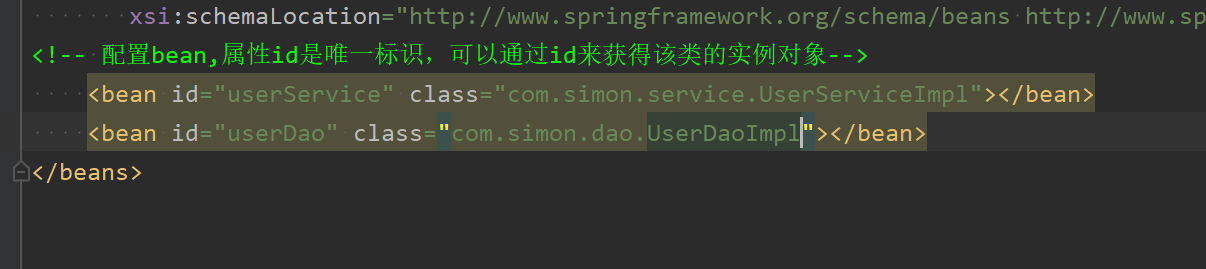 xsi:schemaLocation="http://www.springframework.org/schema/beans http://www.sp
<!-- 配置bean,属性id是唯一标识，可以通过id来获得该类的实例对象-->
<bean id="userService" class="com.simon.service.UserServiceImpl"></bean>
<bean id="userDao" class="com.simon.dao.UserDaoImpl"></bean>
</beans>